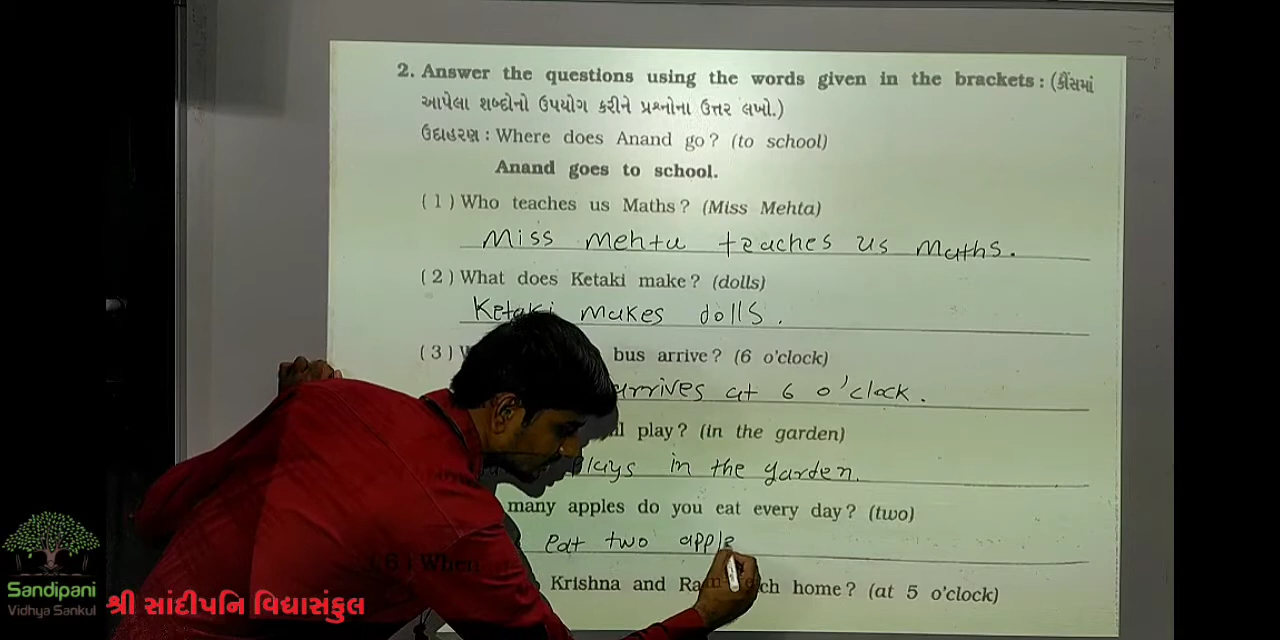 2. Answer the questions using the words given in the brackets : (કૌંસમાં
આપેલા શબ્દોનો ઉપયોગ કરીને પ્રશ્નોના ઉત્તર લખો.)
ઉદાહરણ : Where does Anand go? (to school)
Anand goes to school.
(1) Who teaches us Maths? (Miss Mehta)
Miss Mehta teaches us Maths.
(2) What does Ketaki make? (dolls)
Ketaki makes dolls.
(3) bus arrive? (6 o'clock)
arrives at 6 o'clock.
play? (in the garden)
plays in the garden.
many apples do you eat every day? (two)
eat two apple
(6) When Krishna and Ram home? (at 5 o'clock)
Sandipani
Vidhya Sankul
શ્રી સાંદીપનિ વિદ્યાસંકુલ